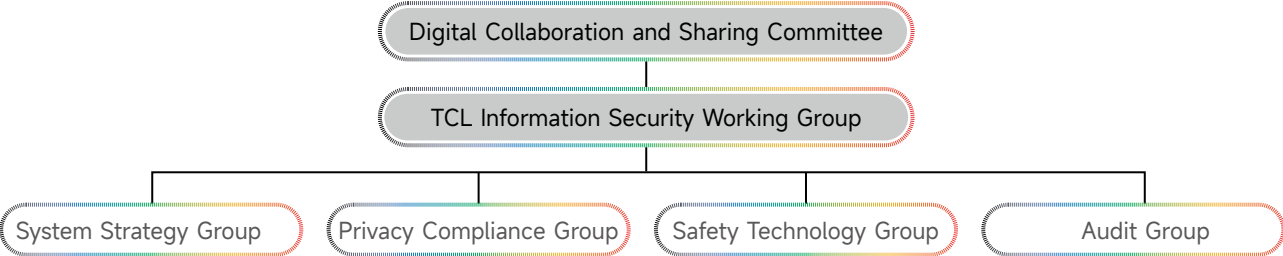 Digital Collaboration and Sharing Committee
TCL Information Security Working Group
System Strategy Group
Privacy Compliance Group
Safety Technology Group
Audit Group